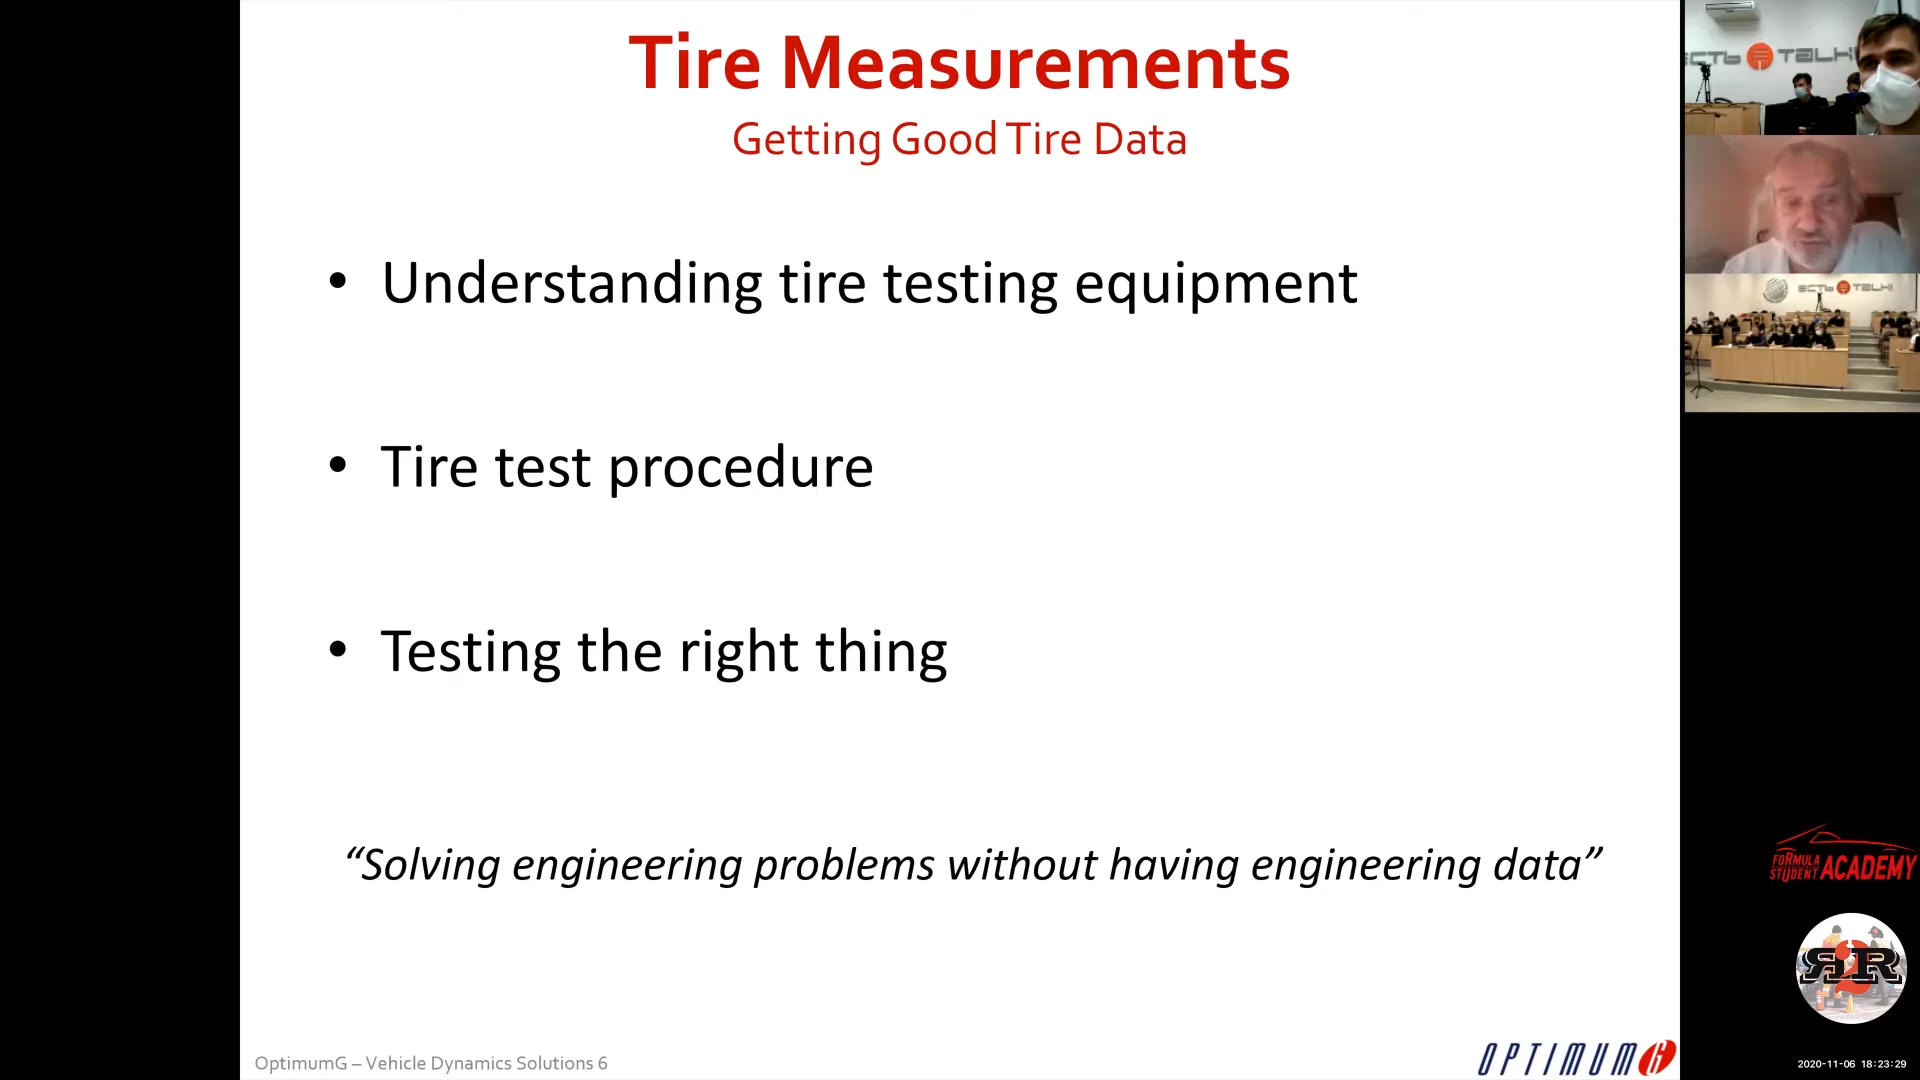 Tire Measurements
Getting Good Tire Data
• Understanding tire testing equipment
• Tire test procedure
• Testing the right thing
“Solving engineering problems without having engineering data”
OptimumG – Vehicle Dynamics Solutions 6
OPTIMUMG
есть talk!
FORMULA STUDENT ACADEMY
2020-11-06 18:23:29